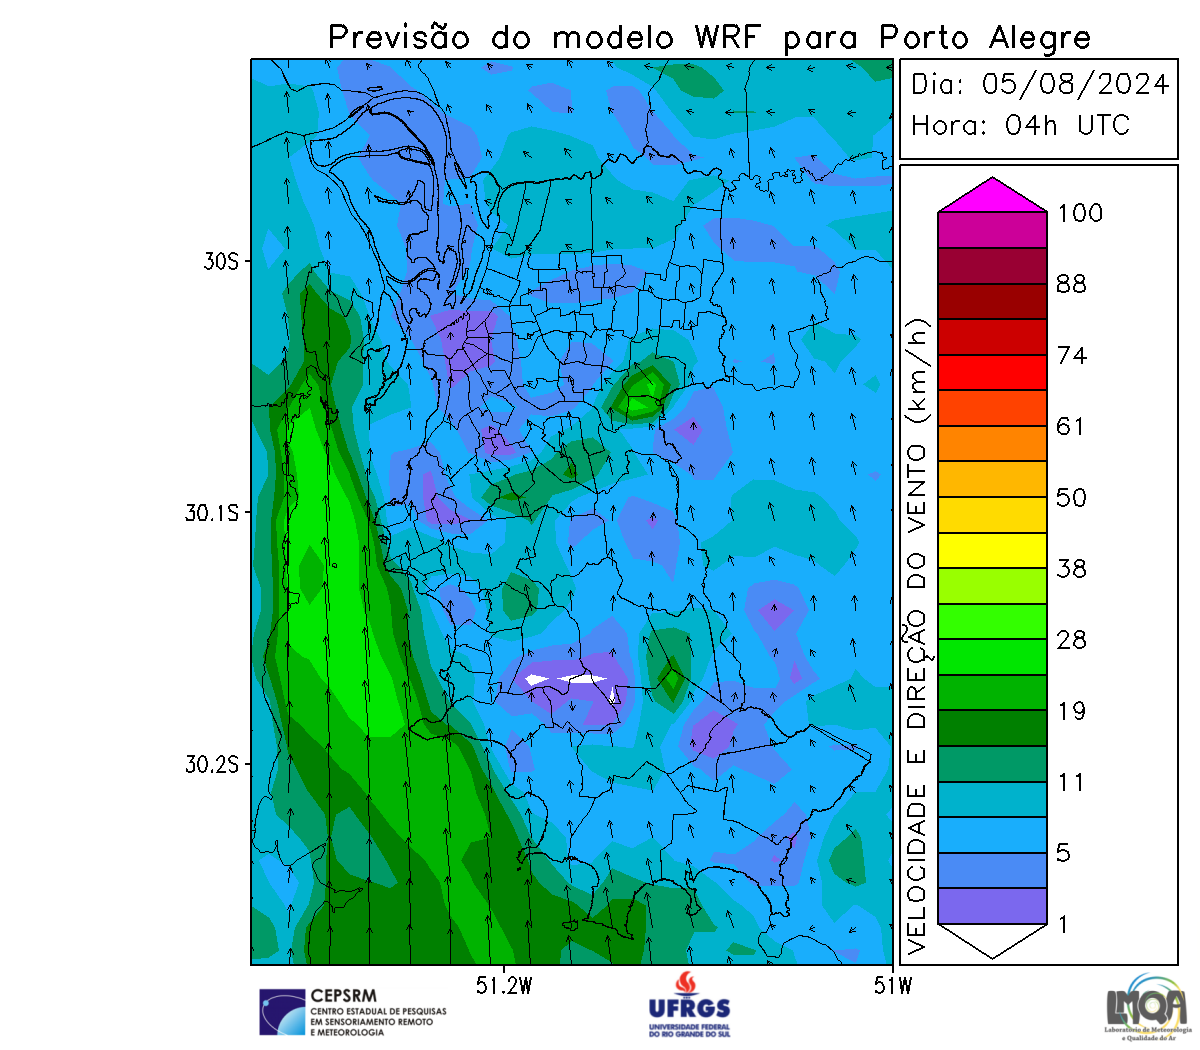 Previsão do modelo WRF para Porto Alegre
Dia: 05/08/2024
Hora: 04h UTC
30S
30.1S
30.2S
51.2W
51W
VELOCIDADE E DIREÇÃO DO VENTO (km/h)
100
88
74
61
50
38
28
19
11
5
1
CEPSRM
CENTRO ESTADUAL DE PESQUISAS
EM SENSORIAMENTO REMOTO
E METEOROLOGIA
UFRGS
UNIVERSIDADE FEDERAL
DO RIO GRANDE DO SUL
LMQA
Laboratório de Meteorologia
e Qualidade do Ar